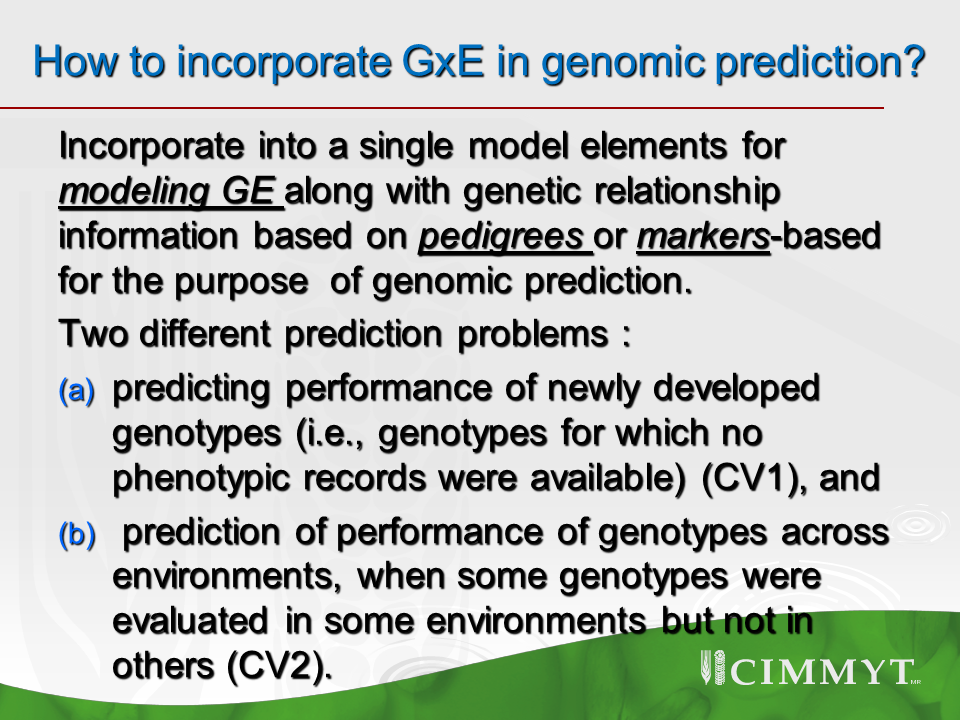 How to incorporate GxE in genomic prediction?
Incorporate into a single model elements for
modeling GE along with genetic relationship
information based on pedigrees or markers-based
for the purpose of genomic prediction.
Two different prediction problems :
(a) predicting performance of newly developed
genotypes (i.e., genotypes for which no
phenotypic records were available) (CV1), and
(b) prediction of performance of genotypes across
environments, when some genotypes were
evaluated in some environments but not in
others (CV2).
CIMMYT MR